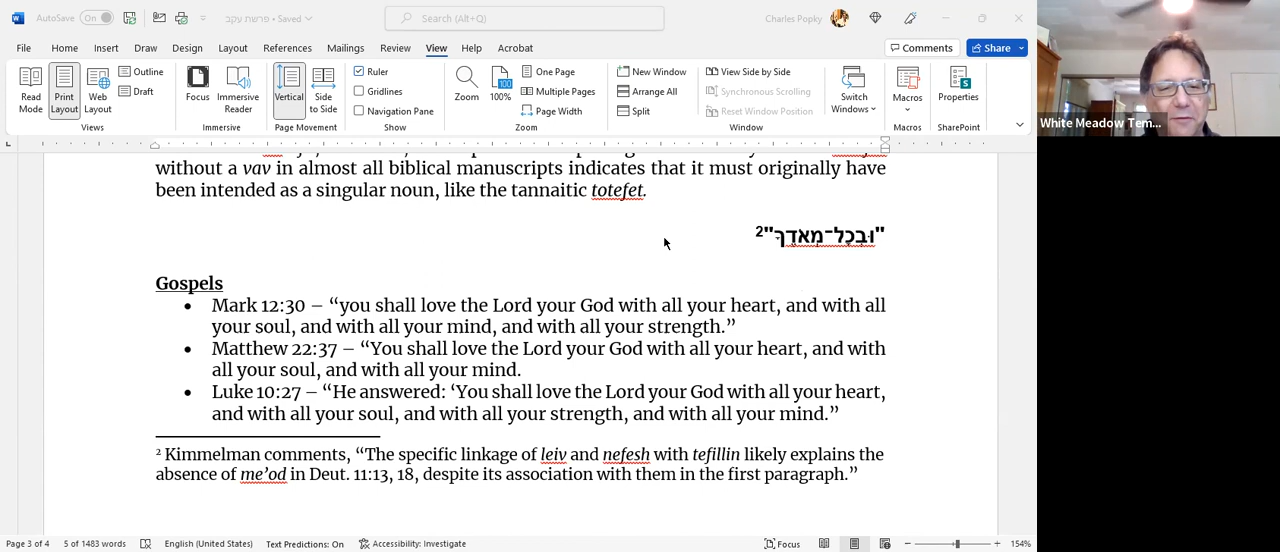 AutoSave On פרשת עקב • Saved Search (Alt+Q) Charles Popky
File Home Insert Draw Design Layout References Mailings Review View Help Acrobat Comments Share
Read Mode
Print Layout
Web Layout
Outline
Draft
Views
Focus
Immersive Reader
Immersive
Vertical
Side to Side
Page Movement
Ruler
Gridlines
Navigation Pane
Show
Zoom
100%
One Page
Multiple Pages
Page Width
Zoom
New Window
Arrange All
Split
View Side by Side
Synchronous Scrolling
Reset Window Position
Switch Windows
Window
Macros
Macros
Properties
SharePoint
White Meadow Tem...
without a vav in almost all biblical manuscripts indicates that it must originally have
been intended as a singular noun, like the tannaitic totefet.
"וּבְכָל־מְאֹדֶךָ"2
Gospels
• Mark 12:30 – “you shall love the Lord your God with all your heart, and with all
your soul, and with all your mind, and with all your strength.”
• Matthew 22:37 – “You shall love the Lord your God with all your heart, and with
all your soul, and with all your mind.
• Luke 10:27 – “He answered: ‘You shall love the Lord your God with all your heart,
and with all your soul, and with all your strength, and with all your mind.”
2 Kimmelman comments, “The specific linkage of leiv and nefesh with tefillin likely explains the
absence of me’od in Deut. 11:13, 18, despite its association with them in the first paragraph.”
Page 3 of 4 5 of 1483 words English (United States) Text Predictions: On Accessibility: Investigate Focus 154%